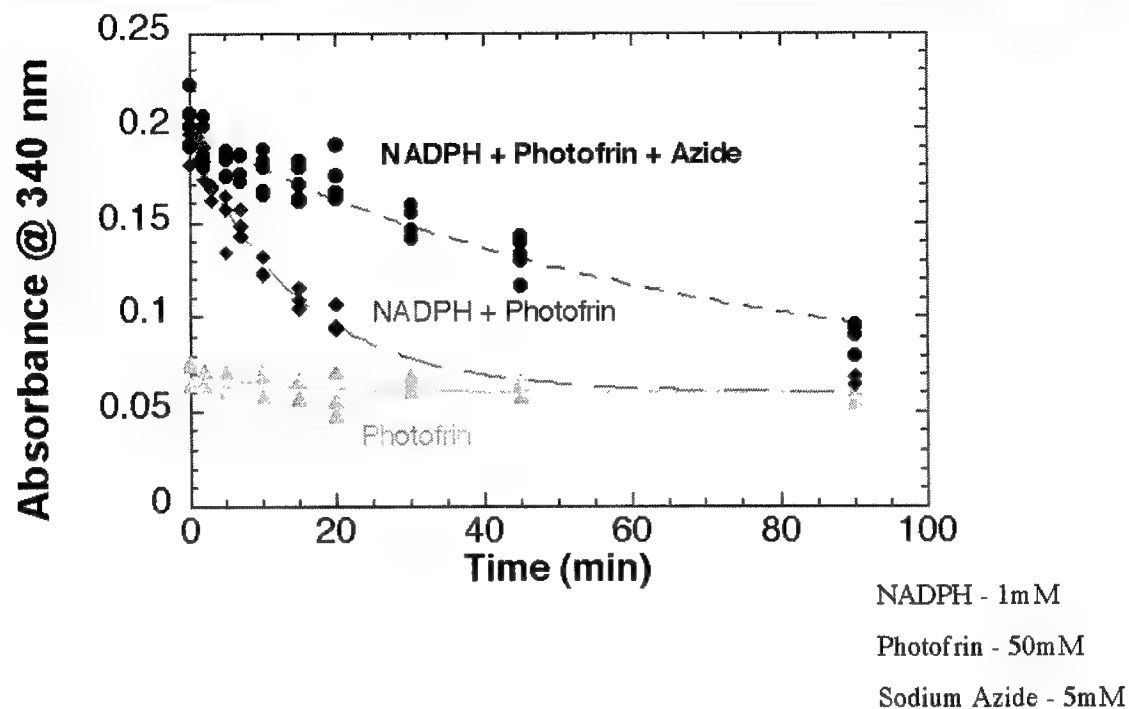 0.25
0.2
0.15
0.1
0.05
0
Absorbance @ 340 nm
NADPH + Photofrin + Azide
NADPH + Photofrin
Photofrin
0 20 40 60 80 100
Time (min)
NADPH - 1mM
Photofrin - 50mM
Sodium Azide - 5mM